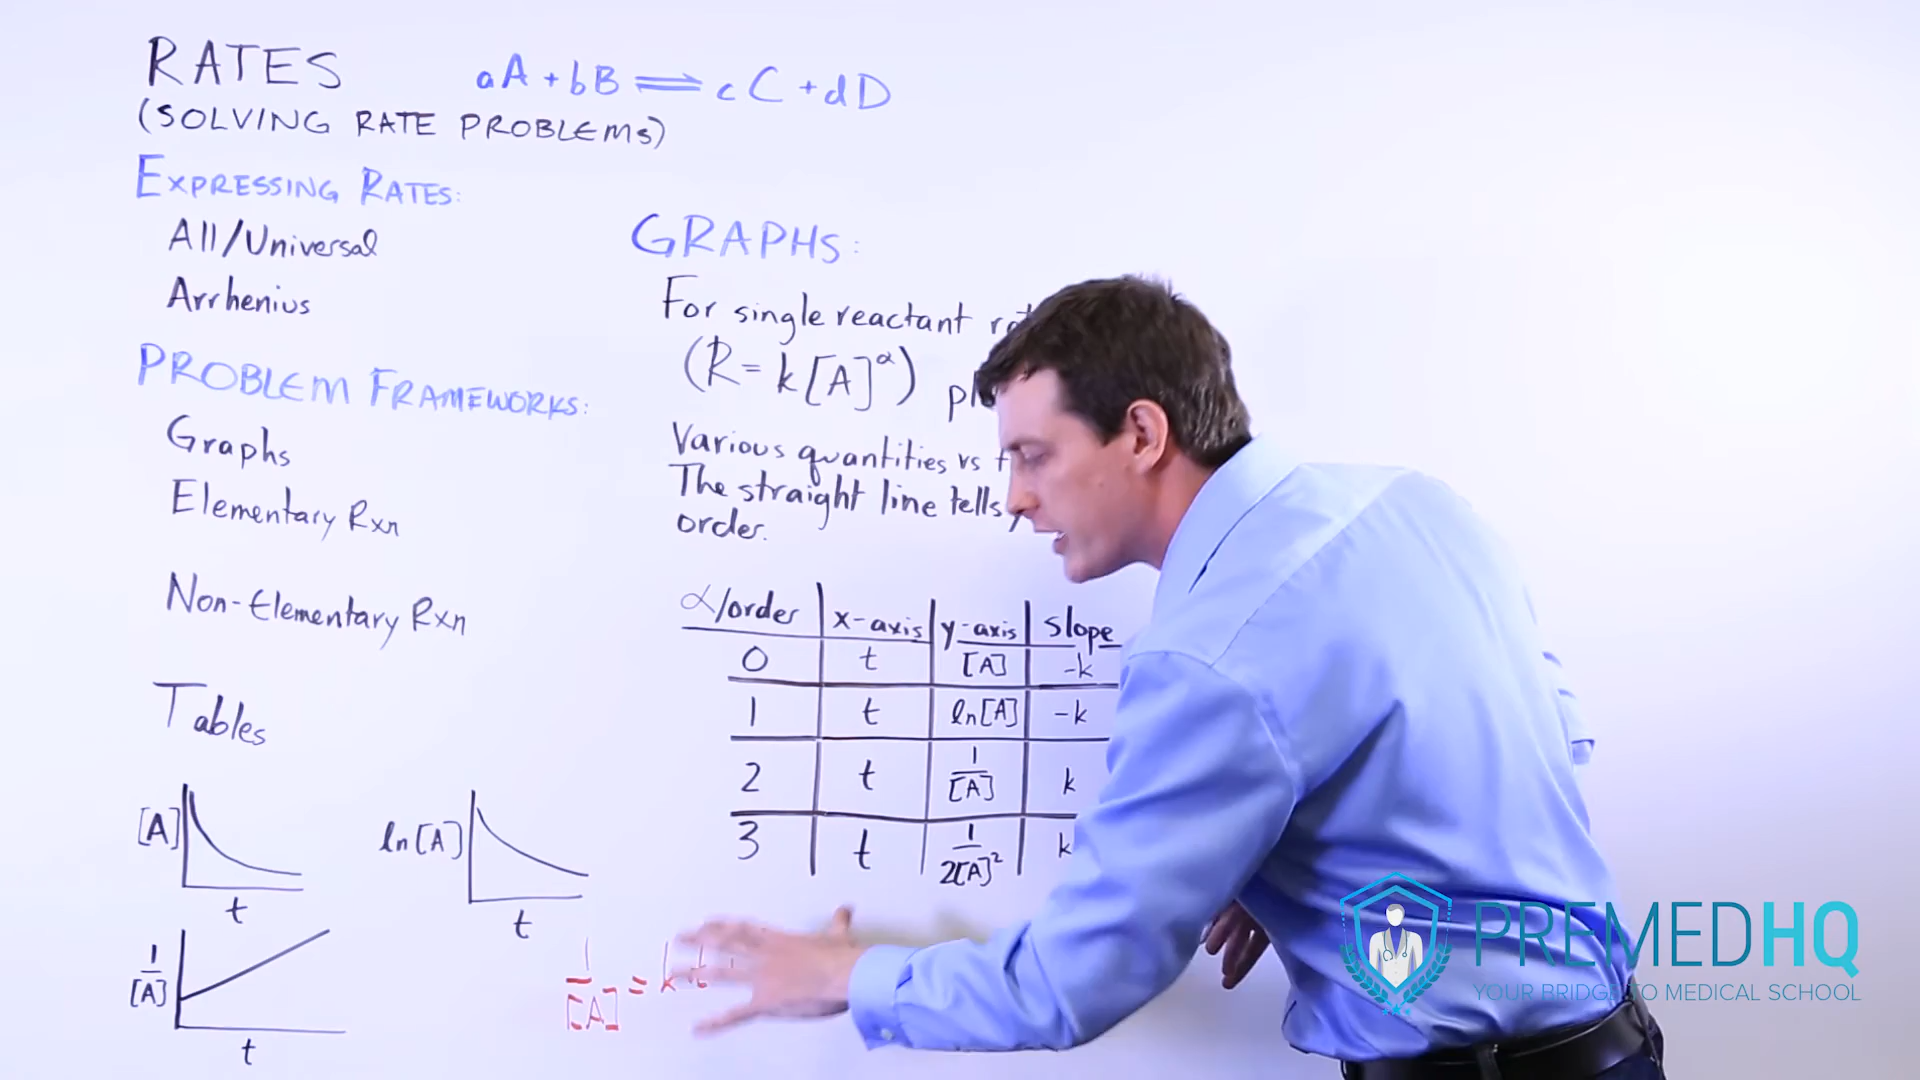 RATES
aA + bB ⇌ cC + dD
(SOLVING RATE PROBLEMS)
EXPRESSING RATES:
All/Universal
Arrhenius
PROBLEM FRAMEWORKS:
Graphs
Elementary Rxn
Non-Elementary Rxn
Tables
[A]
t
ln[A]
t
1/[A]
t
GRAPHS:
For single reactant
(R = k[A]^α)
Various quantities vs
The straight line tells
order.
α/order x-axis y-axis slope
0 t [A] -k
1 t ln[A] -k
2 t 1/[A] k
3 t 1/2[A]² k
1/[A] = kt
PREMEDHQ
YOUR BRIDGE TO MEDICAL SCHOOL